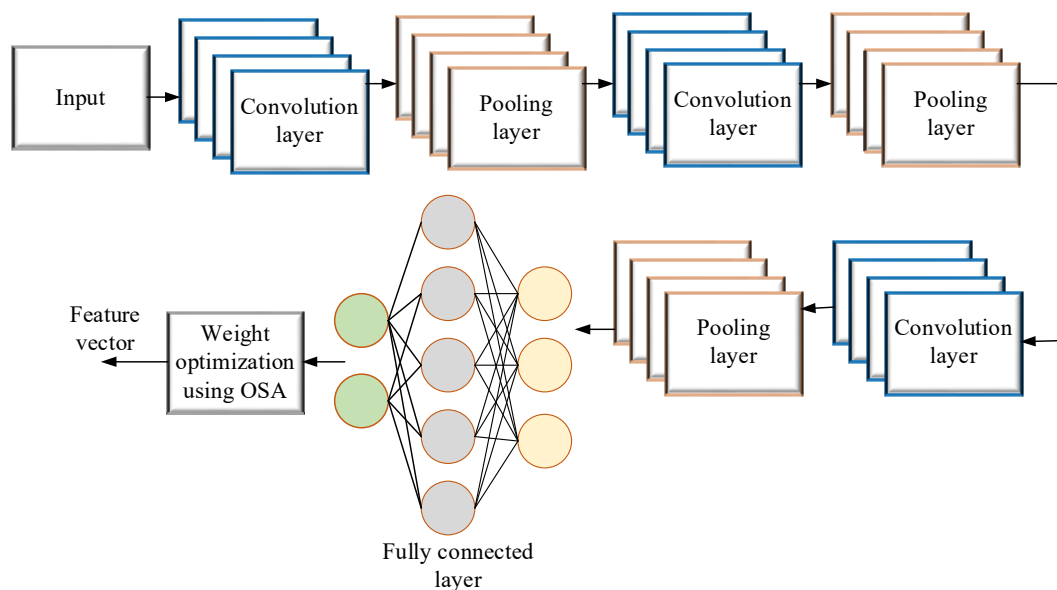 Input
Convolution
layer
Pooling
layer
Convolution
layer
Pooling
layer
Convolution
layer
Pooling
layer
Fully connected
layer
Weight
optimization
using OSA
Feature
vector